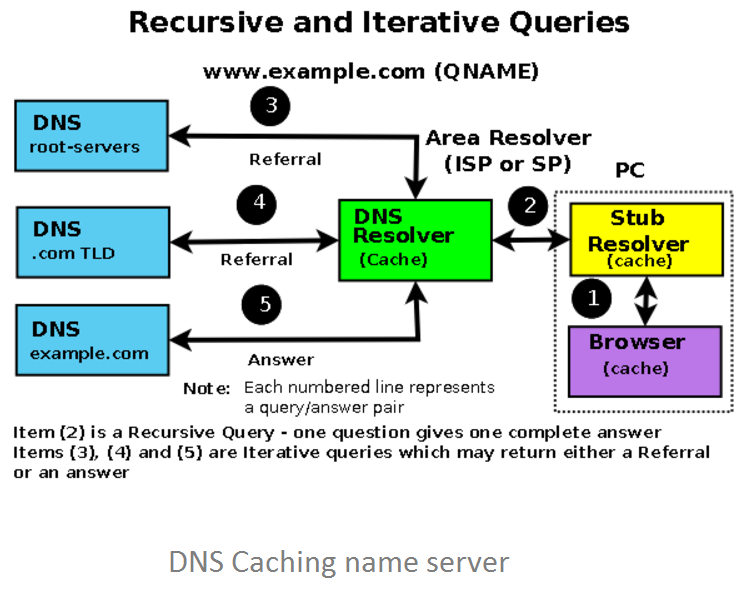 Recursive and Iterative Queries
www.example.com (QNAME)
3
DNS
root-servers
Referral
Area Resolver
(ISP or SP)
PC
4
DNS
.com TLD
Referral
DNS
Resolver
(Cache)
2
Stub
Resolver
(cache)
1
5
DNS
example.com
Answer
Browser
(cache)
Note: Each numbered line represents
a query/answer pair
Item (2) is a Recursive Query - one question gives one complete answer
Items (3), (4) and (5) are Iterative queries which may return either a Referral
or an answer
DNS Caching name server